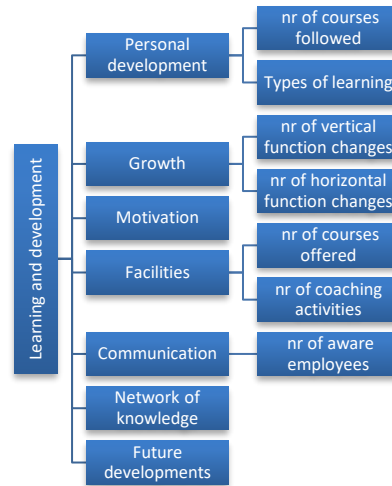 Learning and development
Personal
development
nr of courses
followed
Types of learning
Growth
nr of vertical
function changes
nr of horizontal
function changes
Motivation
Facilities
nr of courses
offered
nr of coaching
activities
Communication
nr of aware
employees
Network of
knowledge
Future
developments